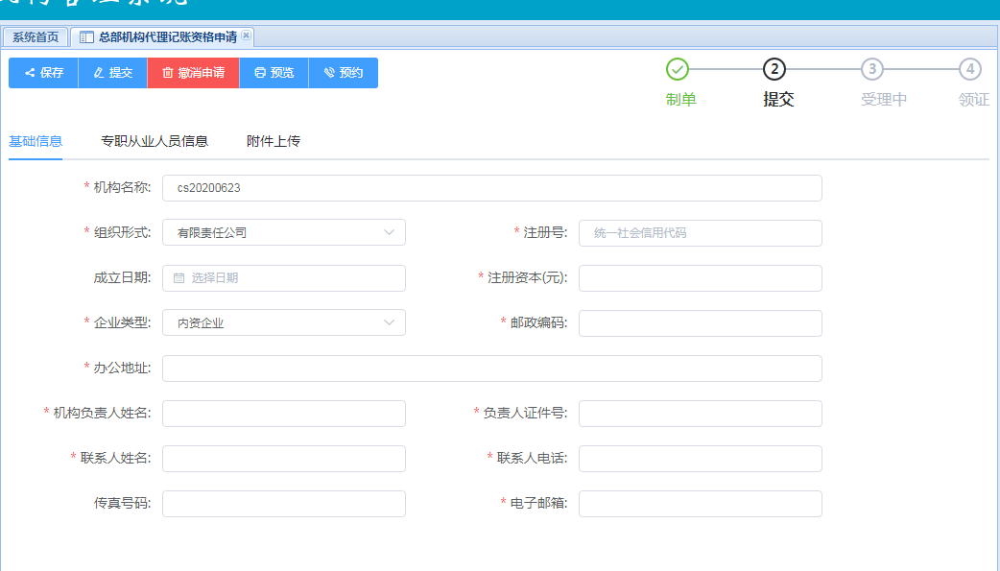 系统首页 总部机构代理记账资格申请
保存 提交 撤消申请 预览 预约
2 3 4
制单 提交 受理中 领证
基础信息 专职从业人员信息 附件上传
* 机构名称: cs20200623
* 组织形式: 有限责任公司 * 注册号: 统一社会信用代码
成立日期: 选择日期 * 注册资本(元):
* 企业类型: 内资企业 * 邮政编码:
* 办公地址:
* 机构负责人姓名: * 负责人证件号:
* 联系人姓名: * 联系人电话:
传真号码: * 电子邮箱: